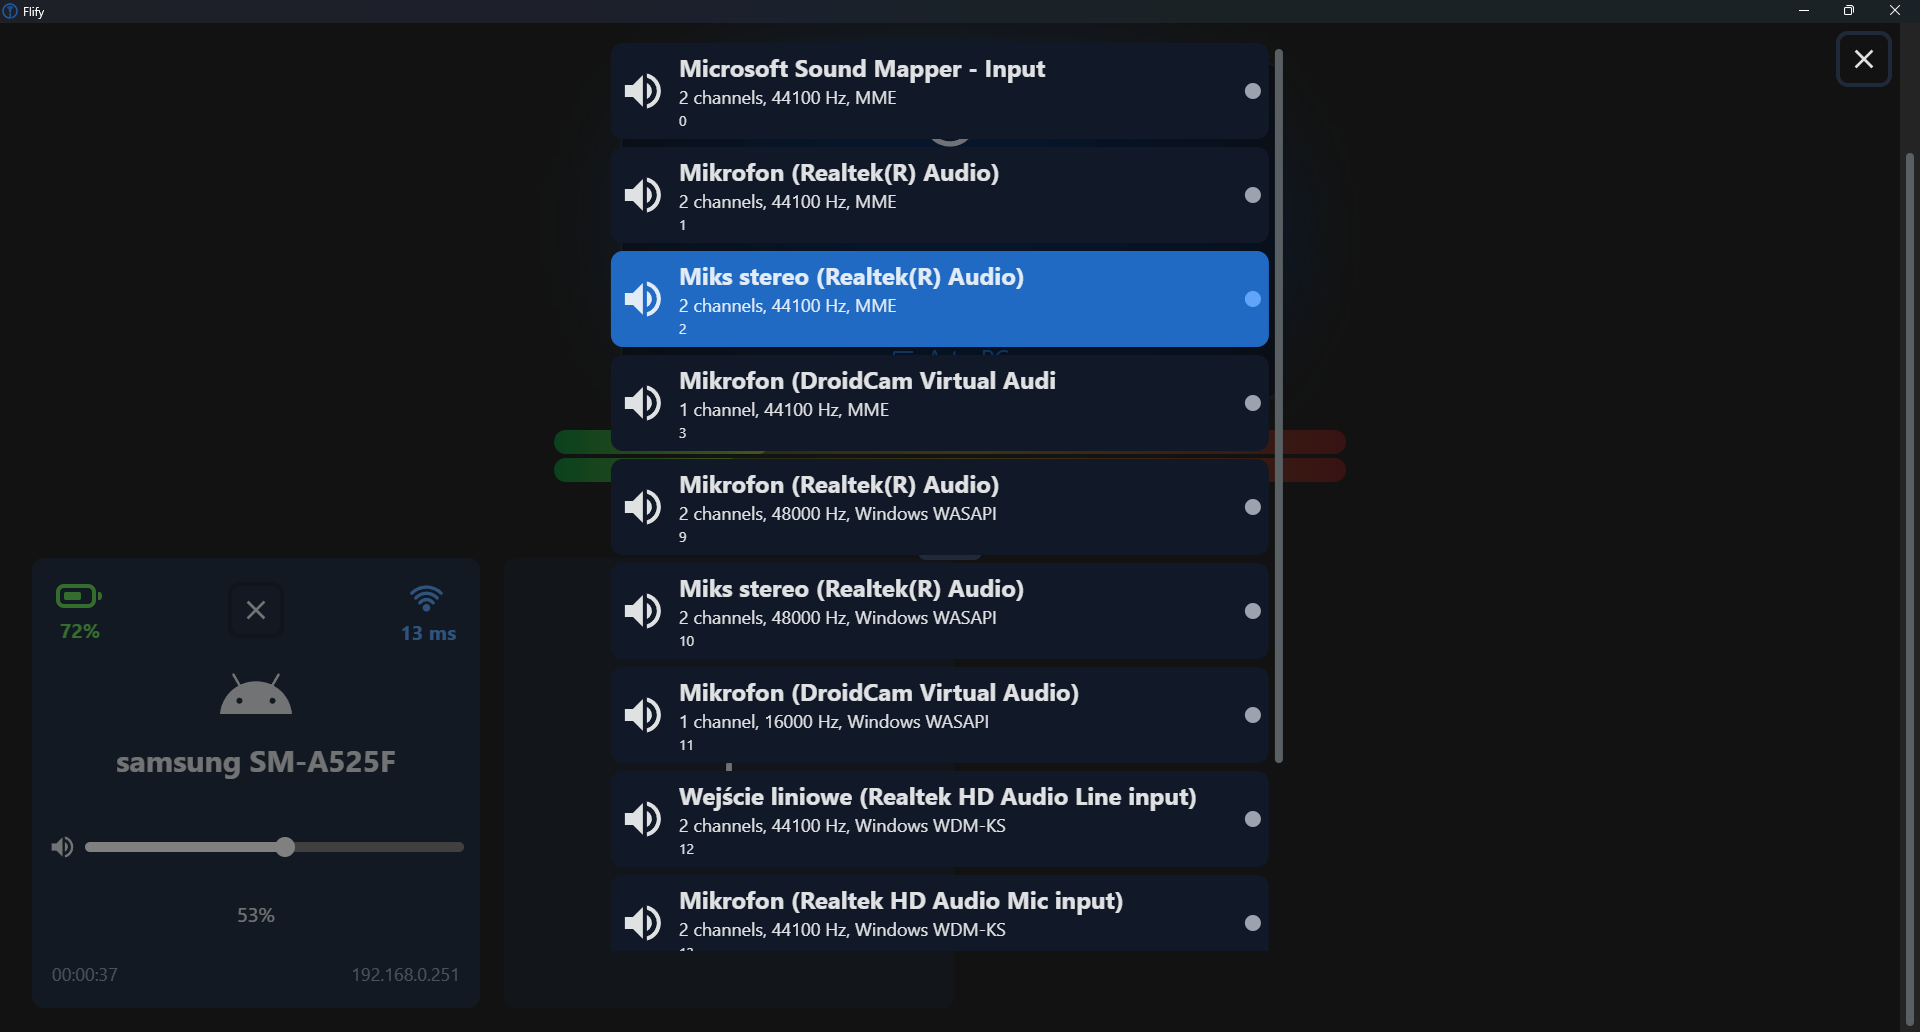 Flify
Microsoft Sound Mapper - Input
2 channels, 44100 Hz, MME
0
Mikrofon (Realtek(R) Audio)
2 channels, 44100 Hz, MME
1
Miks stereo (Realtek(R) Audio)
2 channels, 44100 Hz, MME
2
Mikrofon (DroidCam Virtual Audi
1 channel, 44100 Hz, MME
3
Mikrofon (Realtek(R) Audio)
2 channels, 48000 Hz, Windows WASAPI
9
Miks stereo (Realtek(R) Audio)
2 channels, 48000 Hz, Windows WASAPI
10
Mikrofon (DroidCam Virtual Audio)
1 channel, 16000 Hz, Windows WASAPI
11
Wejście liniowe (Realtek HD Audio Line input)
2 channels, 44100 Hz, Windows WDM-KS
12
Mikrofon (Realtek HD Audio Mic input)
2 channels, 44100 Hz, Windows WDM-KS
72%
13 ms
samsung SM-A525F
53%
00:00:37
192.168.0.251